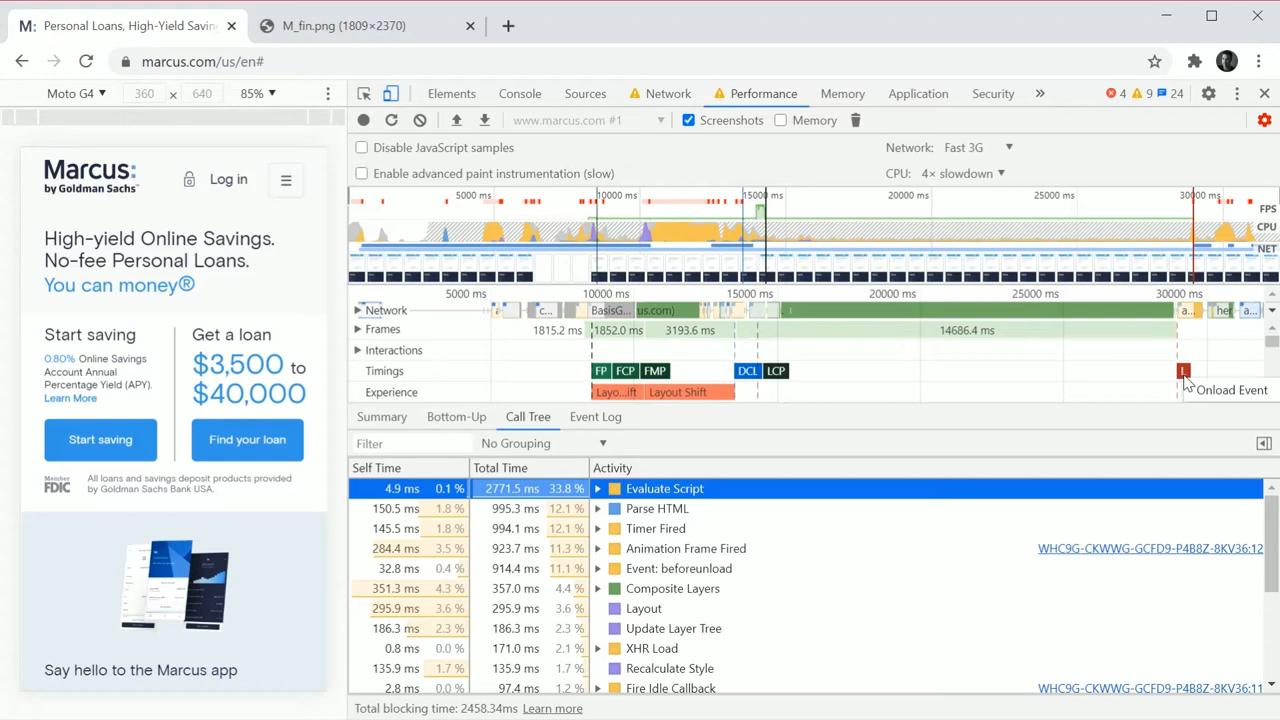 M: Personal Loans, High-Yield Savin
M_fin.png (1809×2370)
marcus.com/us/en#
Moto G4 360 x 640 85%
Elements Console Sources Network Performance Memory Application Security » 4 9 24
www.marcus.com #1 Screenshots Memory
Disable JavaScript samples Network: Fast 3G
Enable advanced paint instrumentation (slow) CPU: 4× slowdown
5000 ms 10000 ms 15000 ms 20000 ms 25000 ms 30000 ms
FPS
CPU
NET
5000 ms 10000 ms 15000 ms 20000 ms 25000 ms 30000 ms
Network c... BasisG... us.com) a... her a...
Frames 1815.2 ms 1852.0 ms 3193.6 ms 14686.4 ms
Interactions
Timings FP FCP FMP DCL LCP L
Onload Event
Experience Layo...ift Layout Shift
Summary Bottom-Up Call Tree Event Log
Filter No Grouping
Self Time Total Time Activity
4.9 ms 0.1 % 2771.5 ms 33.8 % Evaluate Script
150.5 ms 1.8 % 995.3 ms 12.1 % Parse HTML
145.5 ms 1.8 % 994.1 ms 12.1 % Timer Fired
284.4 ms 3.5 % 923.7 ms 11.3 % Animation Frame Fired WHC9G-CKWWG-GCFD9-P4B8Z-8KV36:12
32.8 ms 0.4 % 914.4 ms 11.1 % Event: beforeunload
351.3 ms 4.3 % 357.0 ms 4.4 % Composite Layers
295.9 ms 3.6 % 295.9 ms 3.6 % Layout
186.3 ms 2.3 % 186.3 ms 2.3 % Update Layer Tree
0.8 ms 0.0 % 171.0 ms 2.1 % XHR Load
135.9 ms 1.7 % 135.9 ms 1.7 % Recalculate Style
2.8 ms 0.0 % 97.4 ms 1.2 % Fire Idle Callback WHC9G-CKWWG-GCFD9-P4B8Z-8KV36:11
Total blocking time: 2458.34ms Learn more
Marcus:
by Goldman Sachs™
Log in
High-yield Online Savings.
No-fee Personal Loans.
You can money®
Start saving
0.80% Online Savings
Account Annual
Percentage Yield (APY).
Learn More
Start saving
Get a loan
$3,500 to
$40,000
Find your loan
Member
FDIC
All loans and savings deposit products provided
by Goldman Sachs Bank USA.
Say hello to the Marcus app